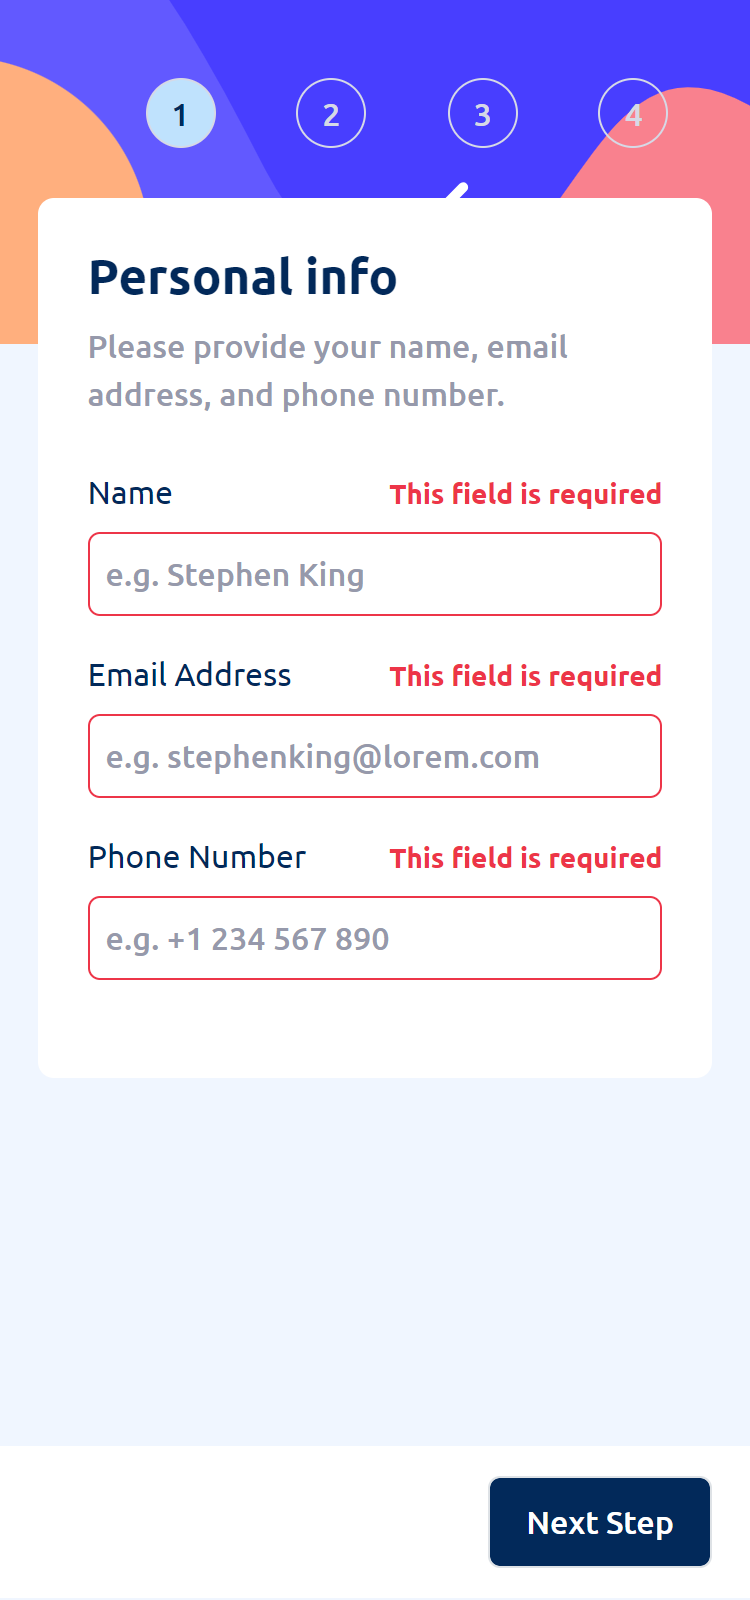 1 2 3 4
Personal info
Please provide your name, email
address, and phone number.
Name This field is required
e.g. Stephen King
Email Address This field is required
e.g. stephenking@lorem.com
Phone Number This field is required
e.g. +1 234 567 890
Next Step